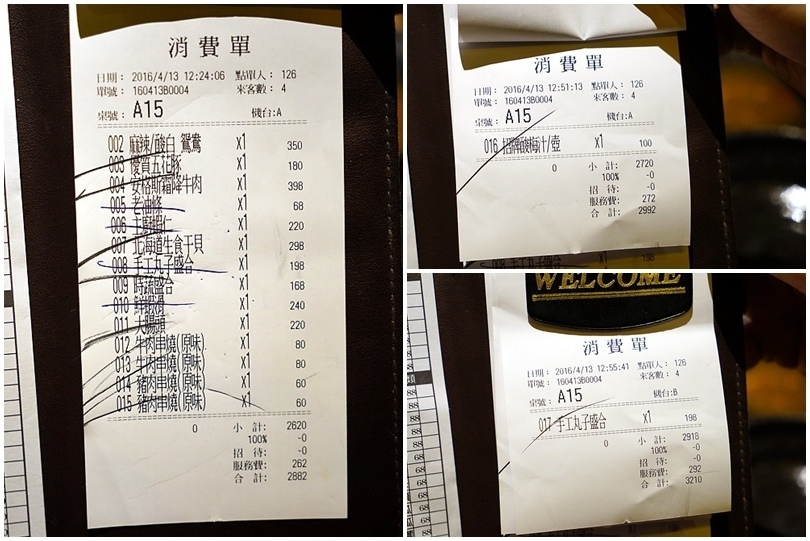 消費單
日期： 2016/4/13 12:24:06 點單人： 126
單號： 160413B0004 來客數： 4
桌號： A15 機台:A
002 麻辣/酸白 鴛鴦 x1 350
003 優質五花豚 x1 180
004 安格斯霜降牛肉 x1 398
005 老油條 x1 68
006 x1 220
007 北海道生食干貝 x1 298
008 手工丸子盛合 x1 198
009 時蔬盛合 x1 168
010 鮮蝦滑 x1 240
011 大腸頭 x1 220
012 牛肉串燒(原味) x1 80
013 牛肉串燒(原味) x1 80
014 豬肉串燒(原味) x1 60
015 豬肉串燒(原味) x1 60
0 小 計: 2620
100% -0
招 待: -0
服務費: 262
合 計: 2882
消費單
日期： 2016/4/13 12:51:13 點單人： 126
單號： 160413B0004 來客數： 4
桌號： A15 機台:A
016 招牌酸梅汁/壺 x1 100
0 小 計: 2720
100% -0
招 待: -0
服務費: 272
合 計: 2992
WELCOME
消費單
日期： 2016/4/13 12:55:41 點單人： 126
單號： 160413B0004 來客數： 4
桌號： A15 機台:B
017 手工丸子盛合 x1 198
0 小 計: 2918
100% -0
招 待: -0
服務費: 292
合 計: 3210